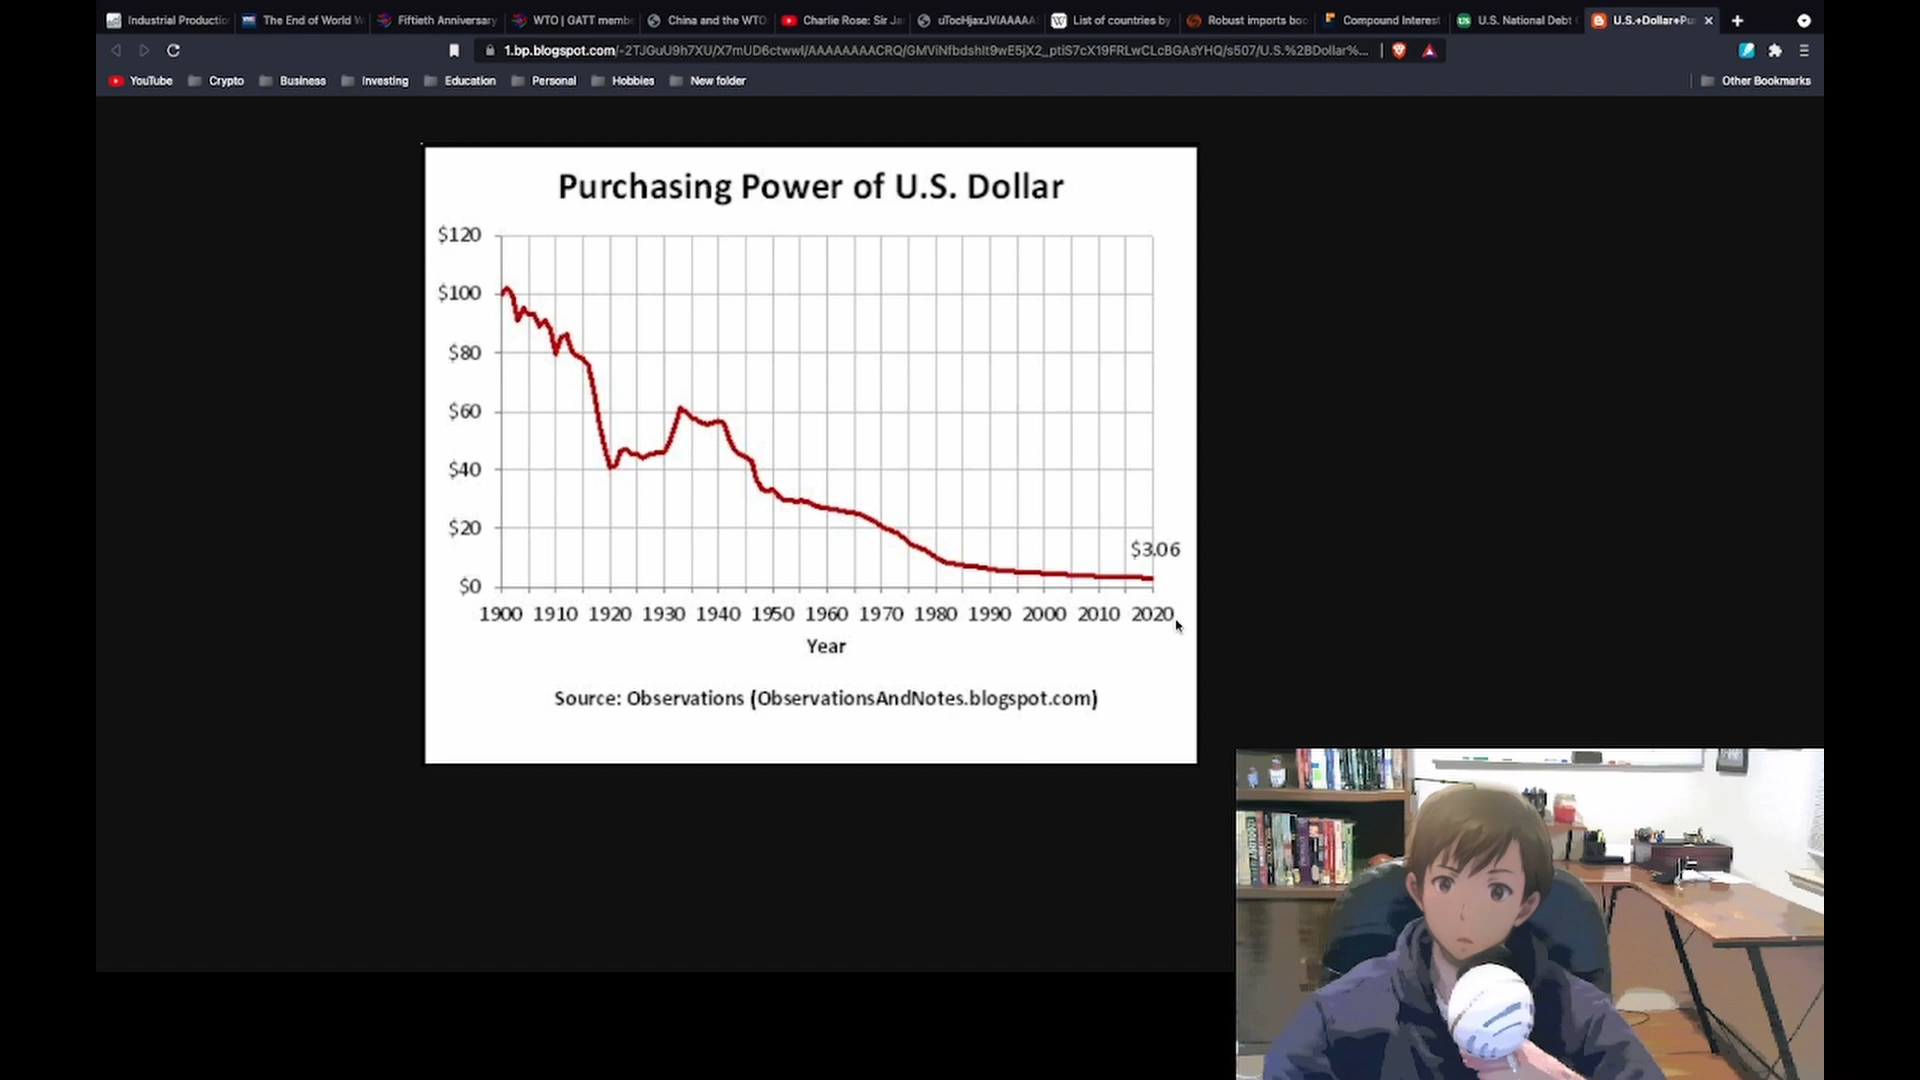 Industrial Productio
The End of World W
Fiftieth Anniversary
WTO | GATT membe
China and the WTO
Charlie Rose: Sir Ja
uTocHjaxJVIAAAAA
List of countries by
Robust imports boo
Compound Interest
U.S. National Debt
U.S.+Dollar+Pu
YouTube
Crypto
Business
Investing
Education
Personal
Hobbies
New folder
Other Bookmarks
Purchasing Power of U.S. Dollar
$120
$100
$80
$60
$40
$20
$0
$3.06
1900 1910 1920 1930 1940 1950 1960 1970 1980 1990 2000 2010 2020
Year
Source: Observations (ObservationsAndNotes.blogspot.com)